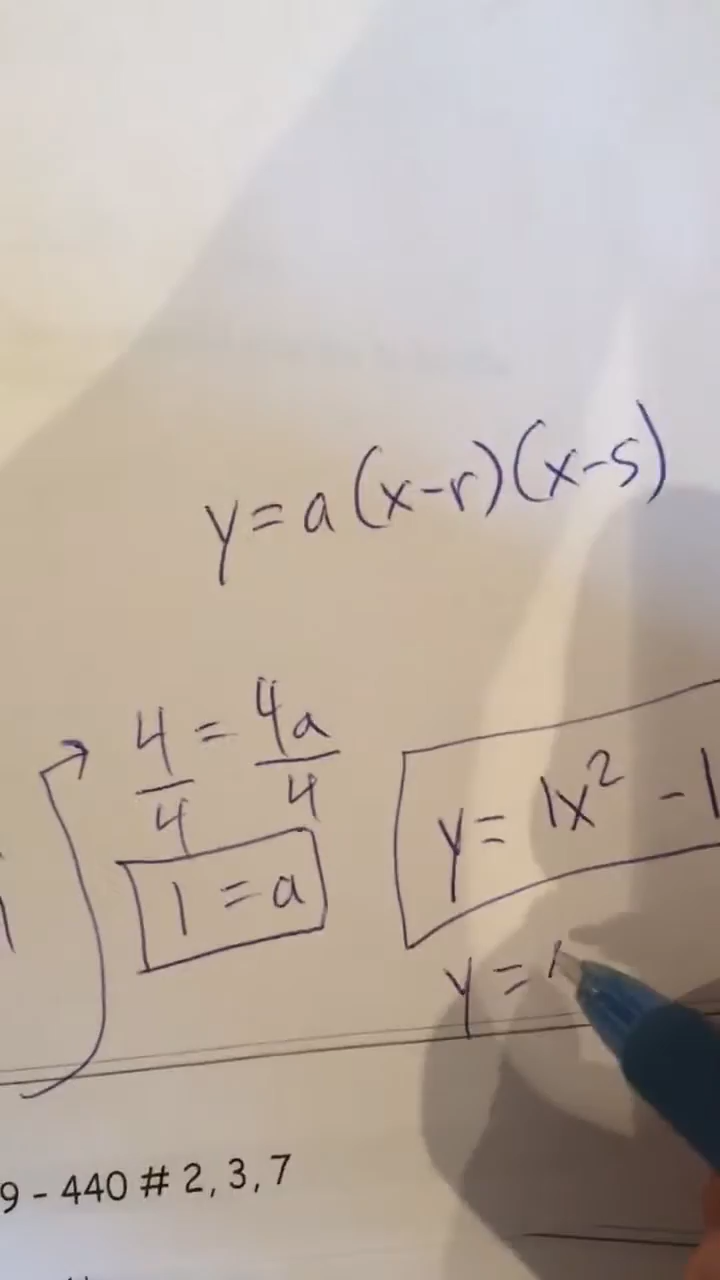 y = a (x-r)(x-s)
4/4 = 4a/4
1 = a
y = 1x² - 1
y =
9 - 440 # 2, 3, 7